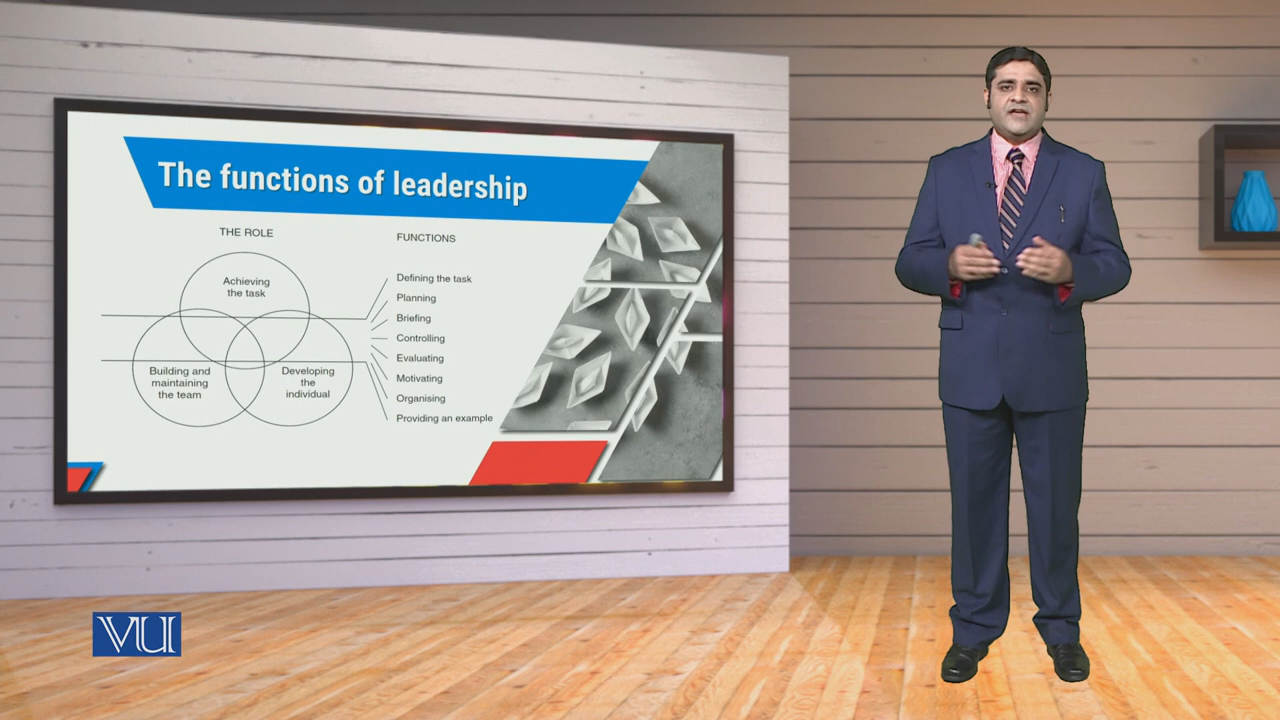 The functions of leadership
THE ROLE
FUNCTIONS
Achieving
the task
Building and
maintaining
the team
Developing
the
individual
Defining the task
Planning
Briefing
Controlling
Evaluating
Motivating
Organising
Providing an example
VU